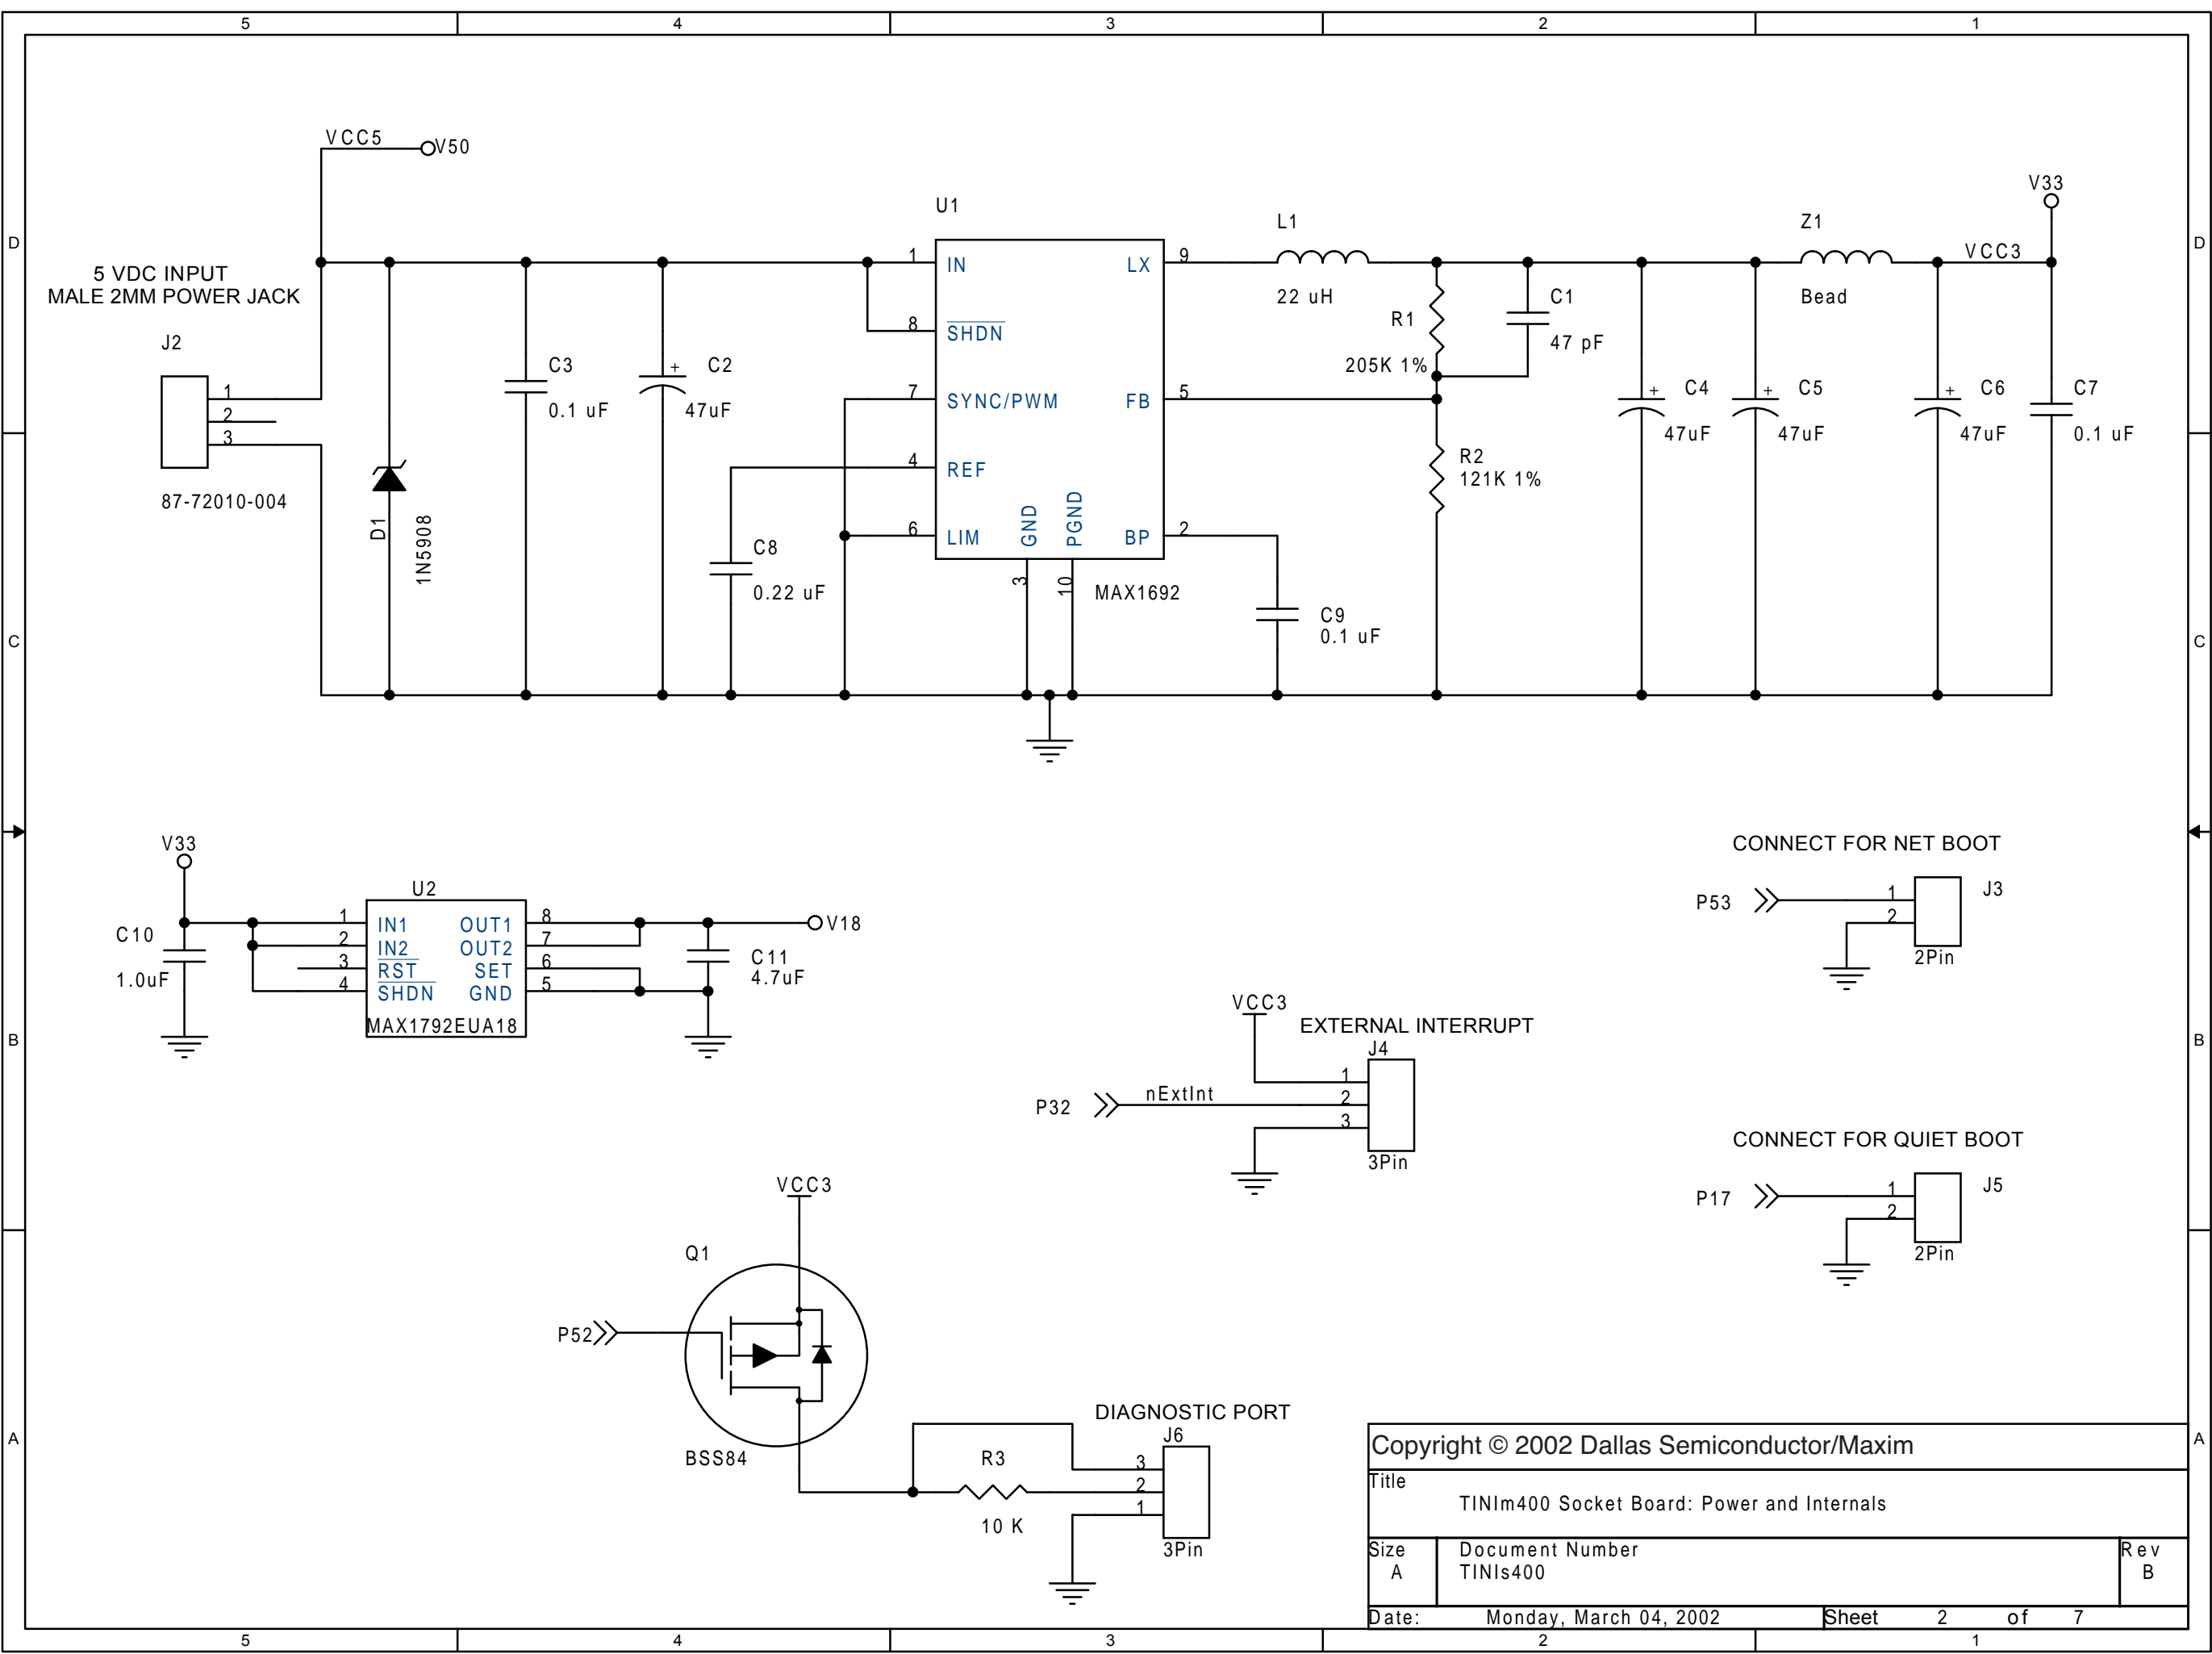 5 4 3 2 1
VCC5
V50
V33
U1
L1
Z1
D
D
5 VDC INPUT
MALE 2MM POWER JACK
1 IN
LX 9
VCC3
22 uH
Bead
C1
47 pF
R1
205K 1%
8 SHDN
J2
1
2
3
87-72010-004
C3
0.1 uF
+ C2
47uF
7 SYNC/PWM
FB 5
+ C4
47uF
+ C5
47uF
+ C6
47uF
C7
0.1 uF
4 REF
R2
121K 1%
D1
1N5908
6 LIM
GND
PGND
BP 2
3
10
MAX1692
C8
0.22 uF
C9
0.1 uF
C
C
V33
U2
C10
1.0uF
1 IN1
2 IN2
3 RST
4 SHDN
OUT1 8
OUT2 7
SET 6
GND 5
MAX1792EUA18
V18
C11
4.7uF
CONNECT FOR NET BOOT
P53
1
2
J3
2Pin
B
B
VCC3
EXTERNAL INTERRUPT
J4
P32
nExtInt
1
2
3
3Pin
CONNECT FOR QUIET BOOT
P17
1
2
J5
2Pin
VCC3
Q1
P52
BSS84
DIAGNOSTIC PORT
J6
R3
10 K
3
2
1
3Pin
A
A
Copyright © 2002 Dallas Semiconductor/Maxim
Title
TINIm400 Socket Board: Power and Internals
Size
A
Document Number
TINIs400
Rev
B
Date: Monday, March 04, 2002 Sheet 2 of 7
5 4 3 2 1